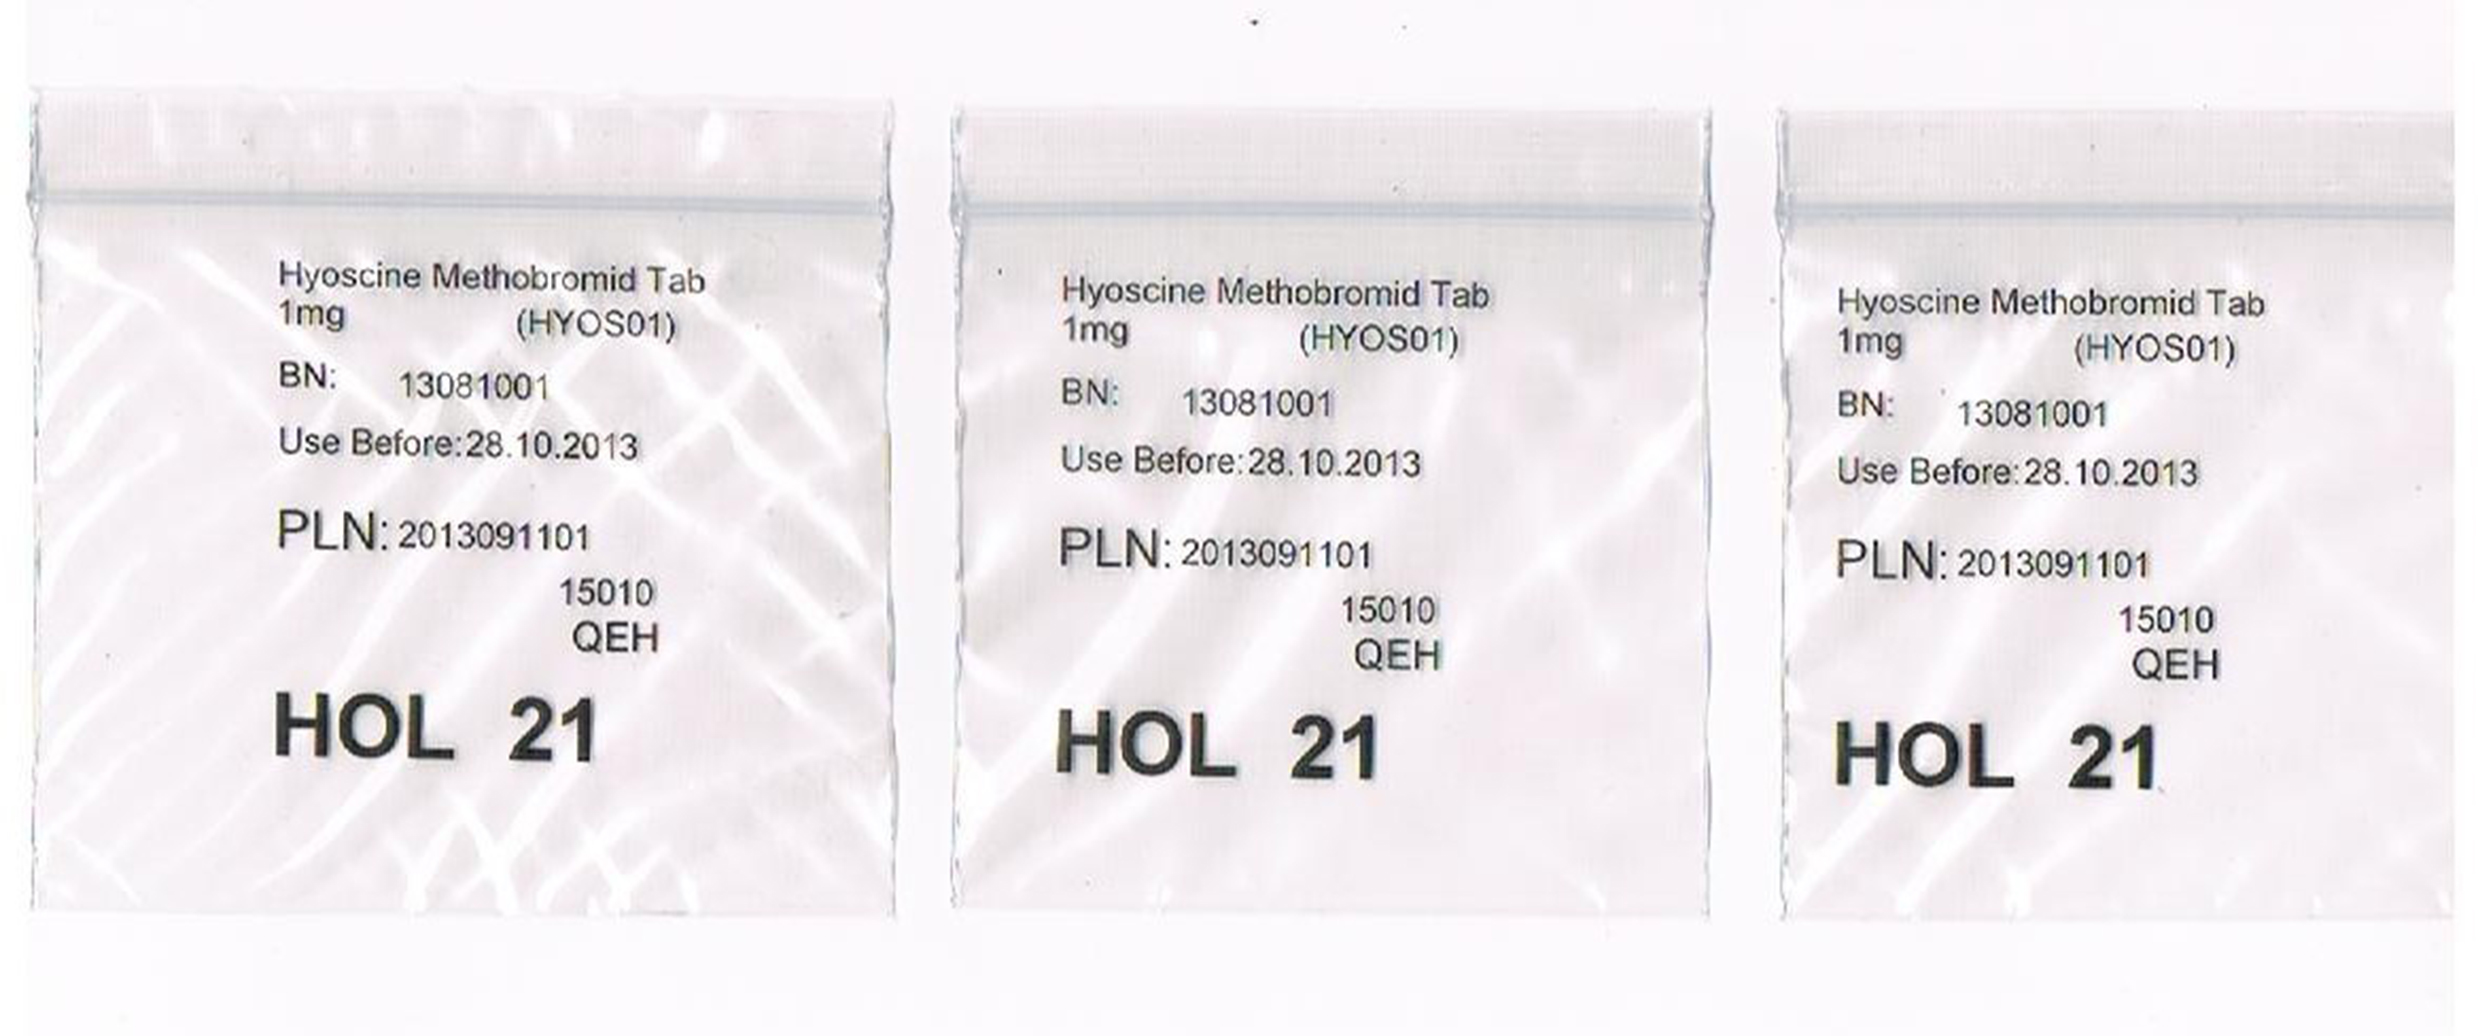 Hyoscine Methobromid Tab
1mg (HYOS01)
BN: 13081001
Use Before:28.10.2013
PLN: 2013091101
15010
QEH
HOL 21
Hyoscine Methobromid Tab
1mg (HYOS01)
BN: 13081001
Use Before:28.10.2013
PLN: 2013091101
15010
QEH
HOL 21
Hyoscine Methobromid Tab
1mg (HYOS01)
BN: 13081001
Use Before:28.10.2013
PLN: 2013091101
15010
QEH
HOL 21